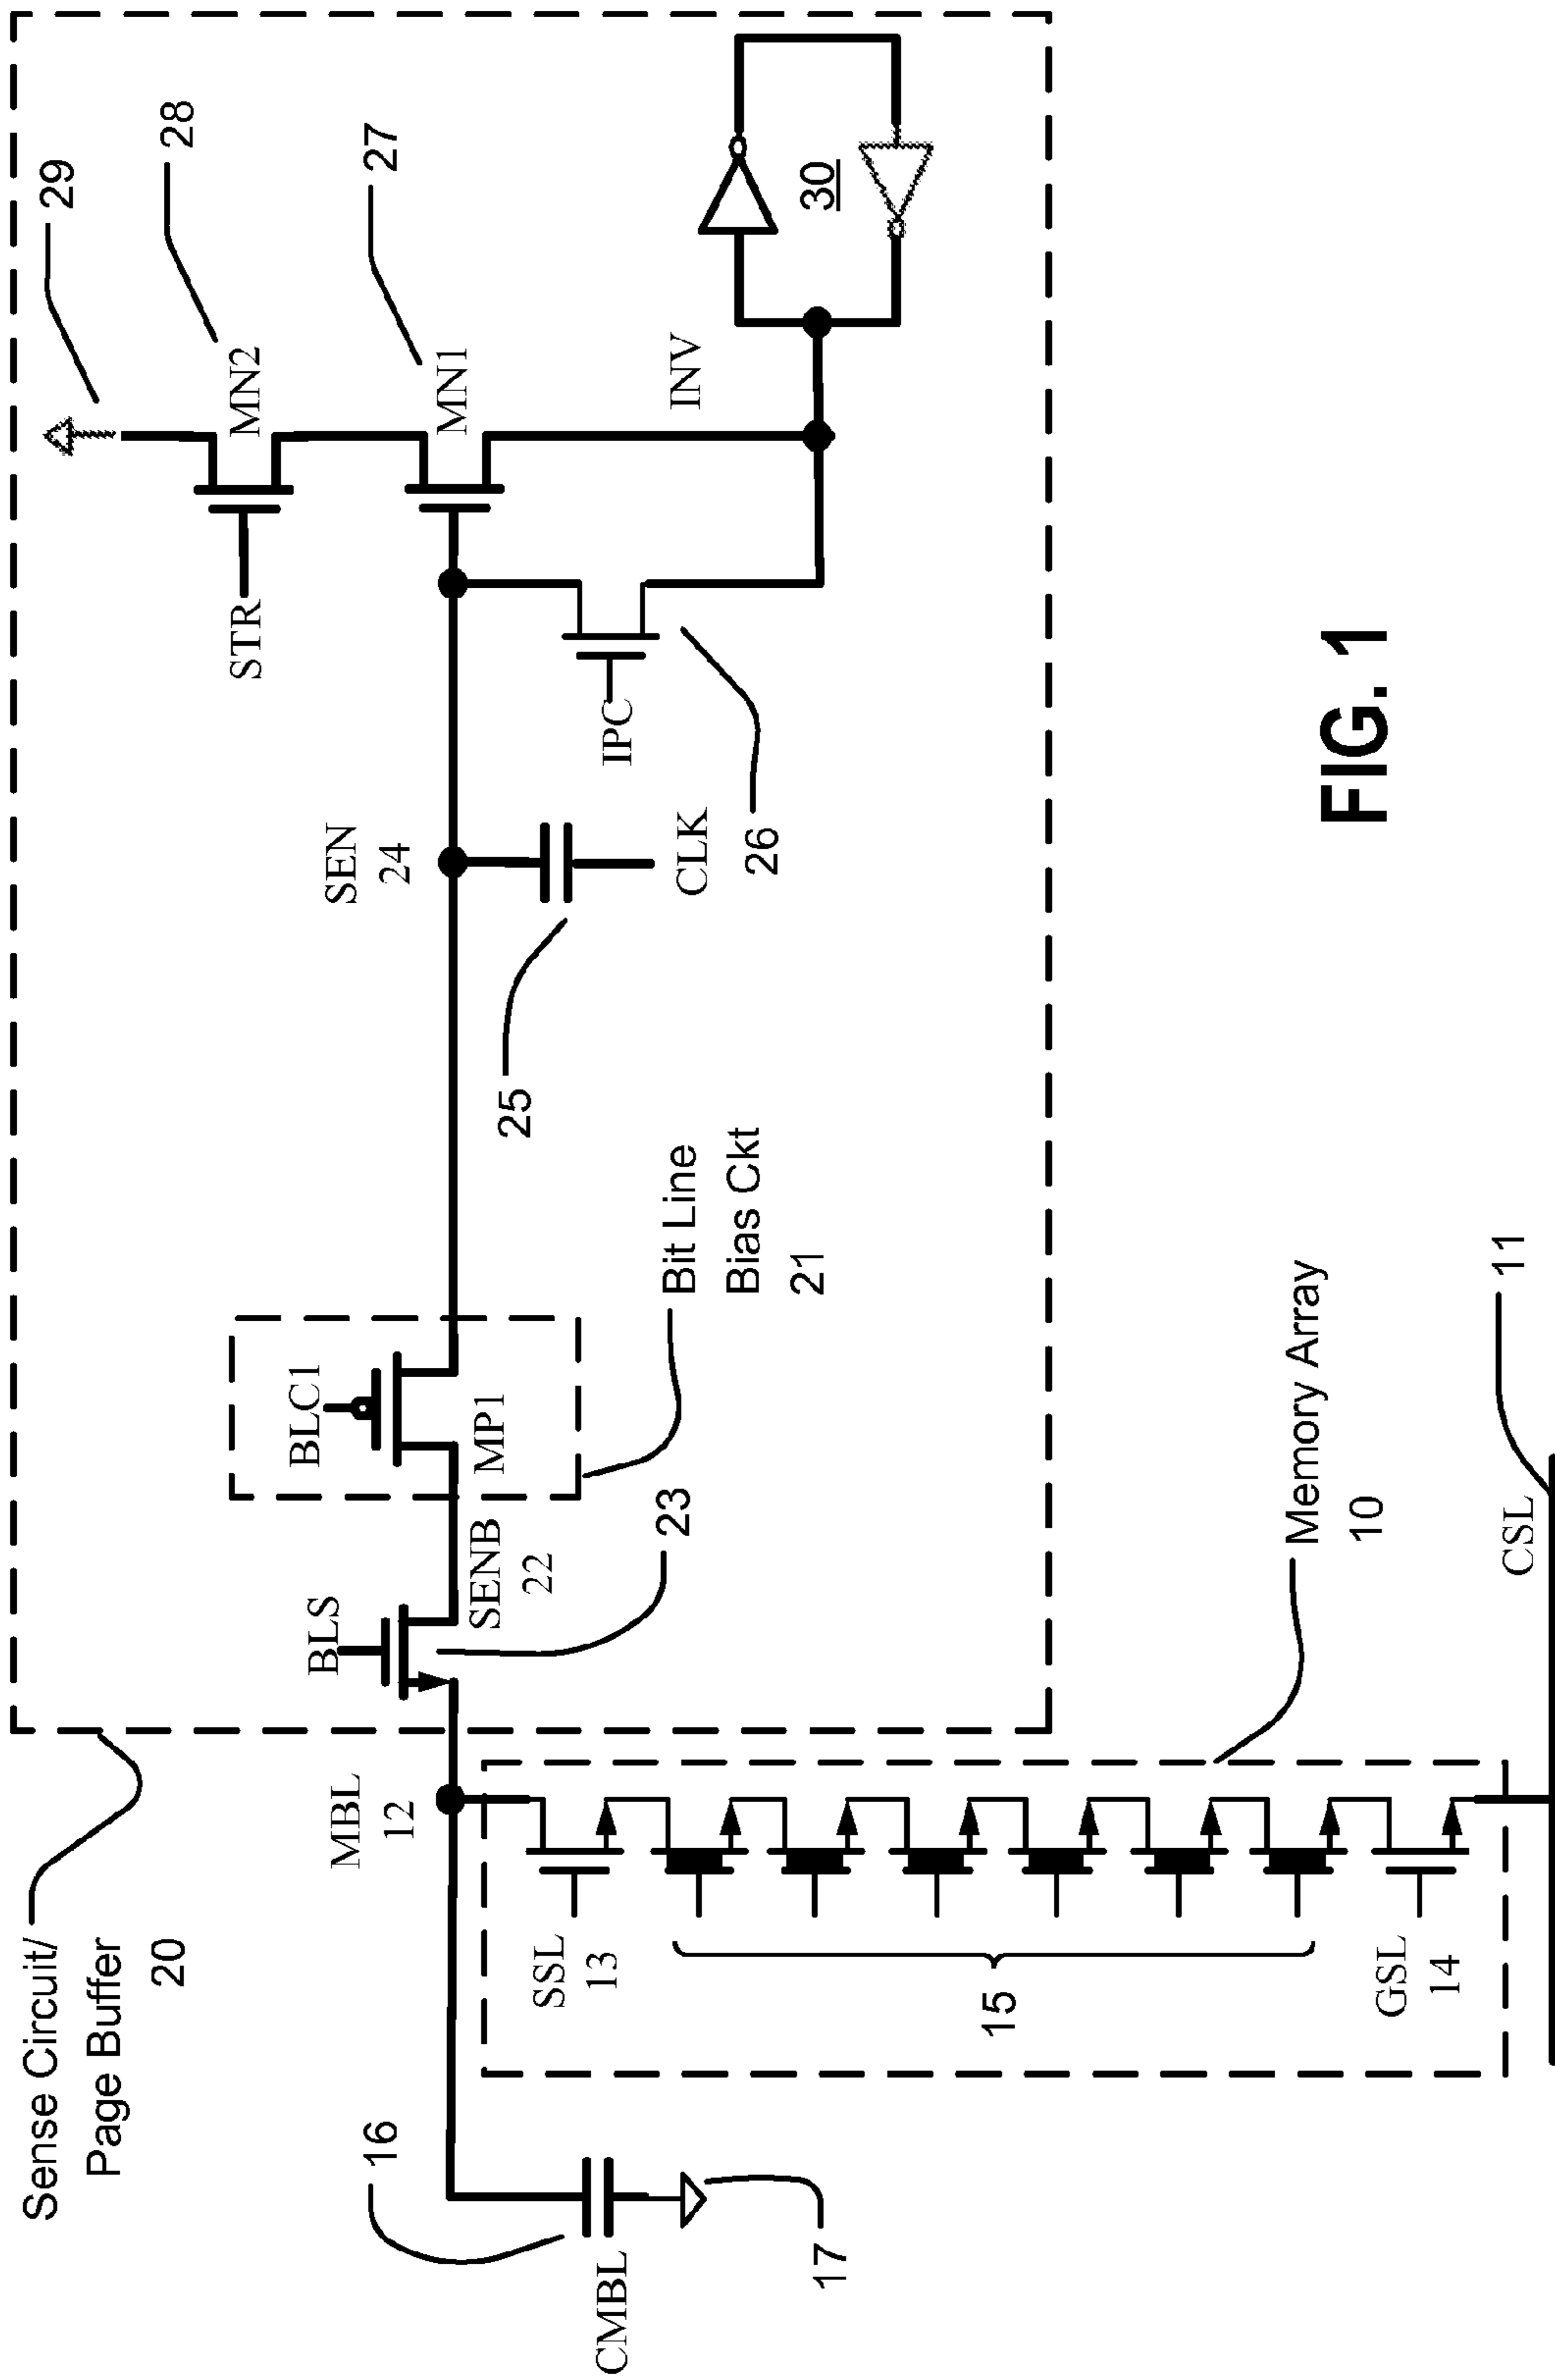 Sense Circuit/
Page Buffer
20
29
28
MN2
27
MN1
STR
INV
30
SEN
24
IPC
26
CLK
25
BLC1
MP1
Bit Line
Bias Ckt
21
BLS
SENB
22
23
MBL
12
16
CMBL
17
SSL
13
15
GSL
14
Memory Array
10
CSL
11
FIG. 1